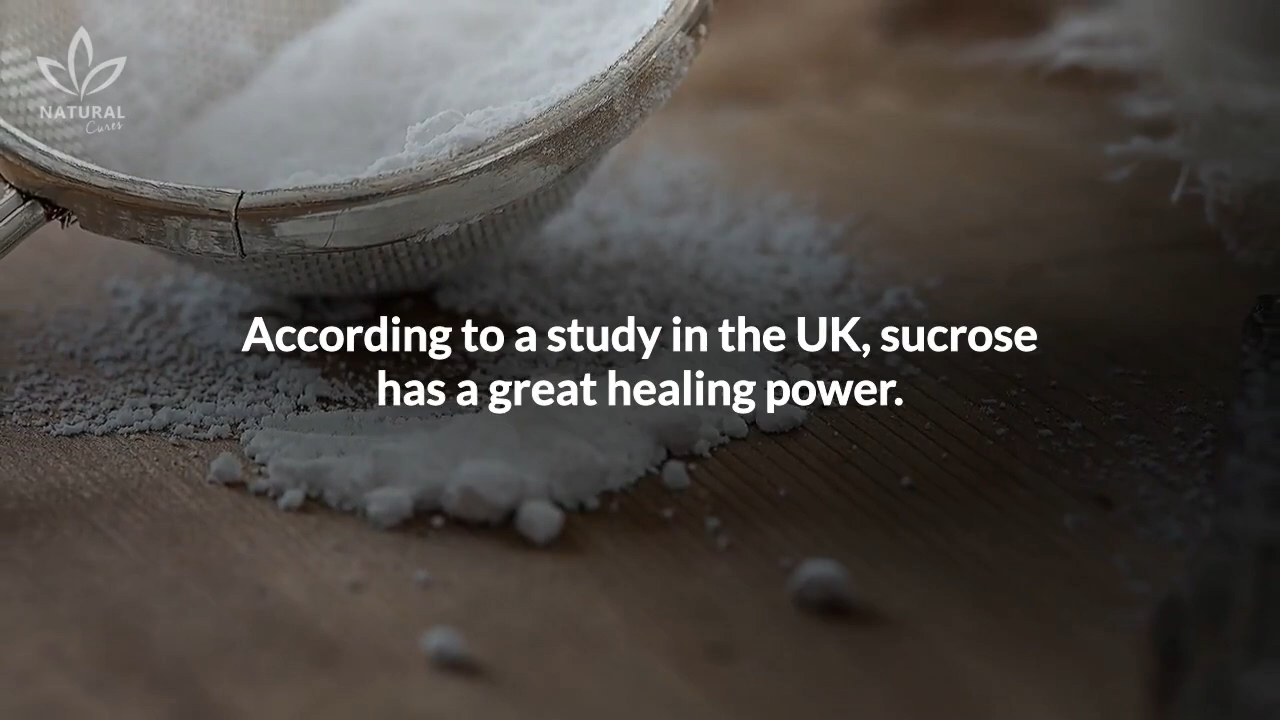 NATURAL
Cures
According to a study in the UK, sucrose
has a great healing power.